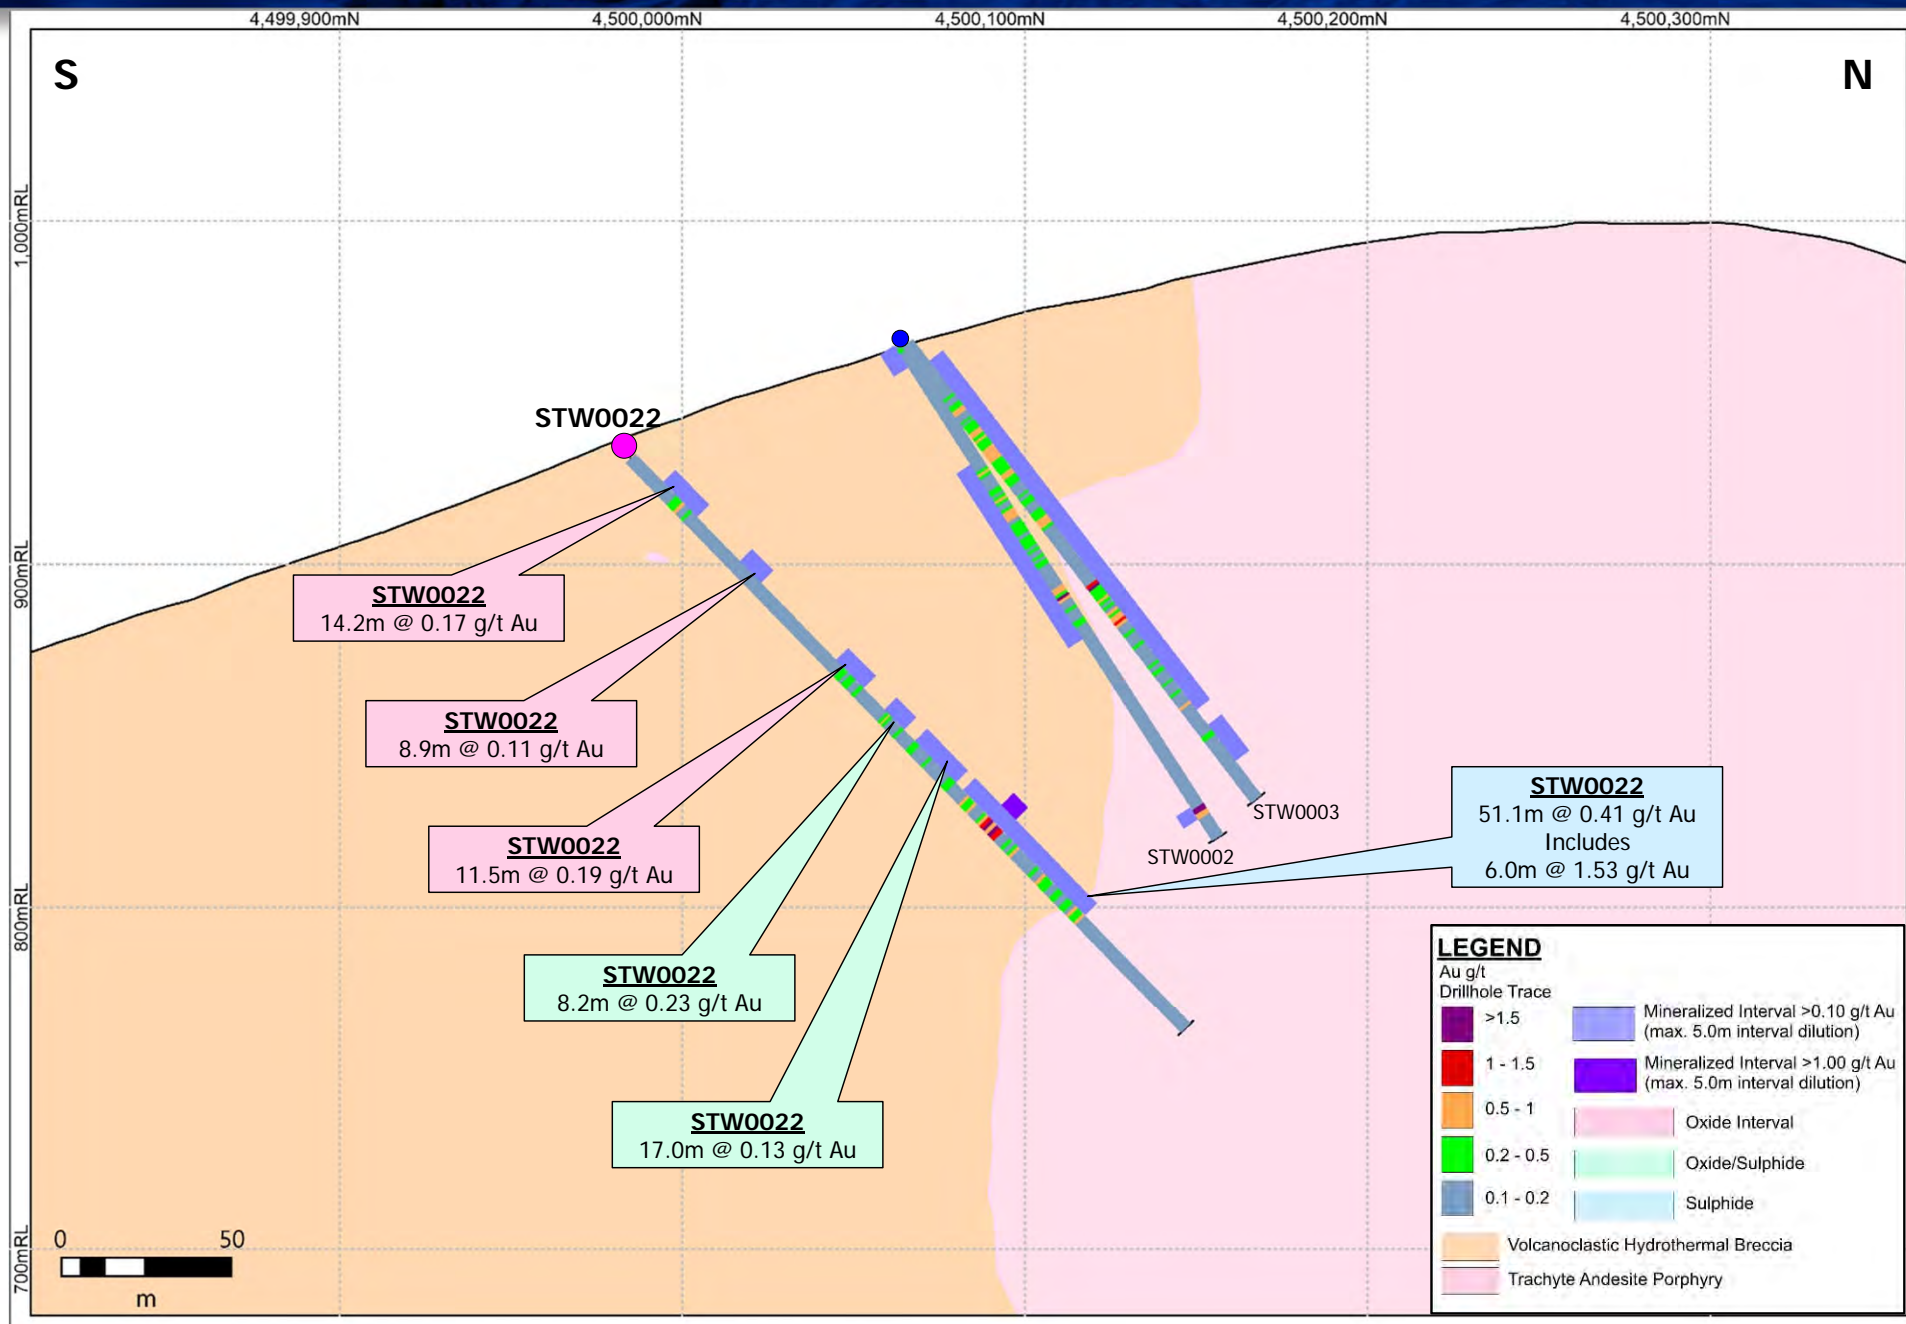 4,499,900mN
4,500,000mN
4,500,100mN
4,500,200mN
4,500,300mN
S
N
1,000mRL
900mRL
800mRL
700mRL
STW0022
STW0022
14.2m @ 0.17 g/t Au
STW0022
8.9m @ 0.11 g/t Au
STW0022
11.5m @ 0.19 g/t Au
STW0022
8.2m @ 0.23 g/t Au
STW0022
17.0m @ 0.13 g/t Au
STW0022
51.1m @ 0.41 g/t Au
Includes
6.0m @ 1.53 g/t Au
STW0003
STW0002
LEGEND
Au g/t
Drillhole Trace
>1.5
1 - 1.5
0.5 - 1
0.2 - 0.5
0.1 - 0.2
Mineralized Interval >0.10 g/t Au
(max. 5.0m interval dilution)
Mineralized Interval >1.00 g/t Au
(max. 5.0m interval dilution)
Oxide Interval
Oxide/Sulphide
Sulphide
Volcanoclastic Hydrothermal Breccia
Trachyte Andesite Porphyry
0 50
m